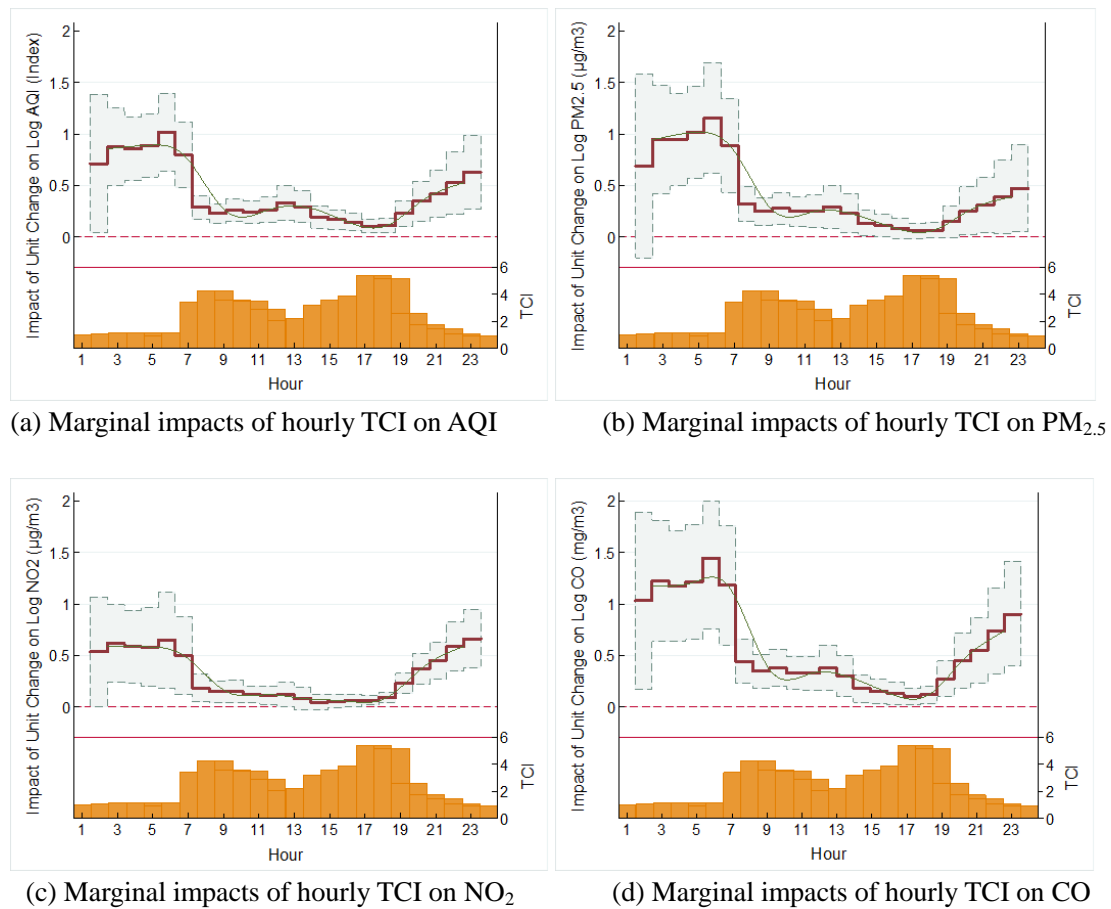 Impact of Unit Change on Log AQI (Index)
2
1.5
1
0.5
0
6
4
2
0
TCI
1 3 5 7 9 11 13 15 17 19 21 23
Hour
(a) Marginal impacts of hourly TCI on AQI
Impact of Unit Change on Log PM2.5 (µg/m3)
2
1.5
1
0.5
0
6
4
2
0
TCI
1 3 5 7 9 11 13 15 17 19 21 23
Hour
(b) Marginal impacts of hourly TCI on PM2.5
Impact of Unit Change on Log NO2 (µg/m3)
2
1.5
1
0.5
0
6
4
2
0
TCI
1 3 5 7 9 11 13 15 17 19 21 23
Hour
(c) Marginal impacts of hourly TCI on NO2
Impact of Unit Change on Log CO (mg/m3)
2
1.5
1
0.5
0
6
4
2
0
TCI
1 3 5 7 9 11 13 15 17 19 21 23
Hour
(d) Marginal impacts of hourly TCI on CO